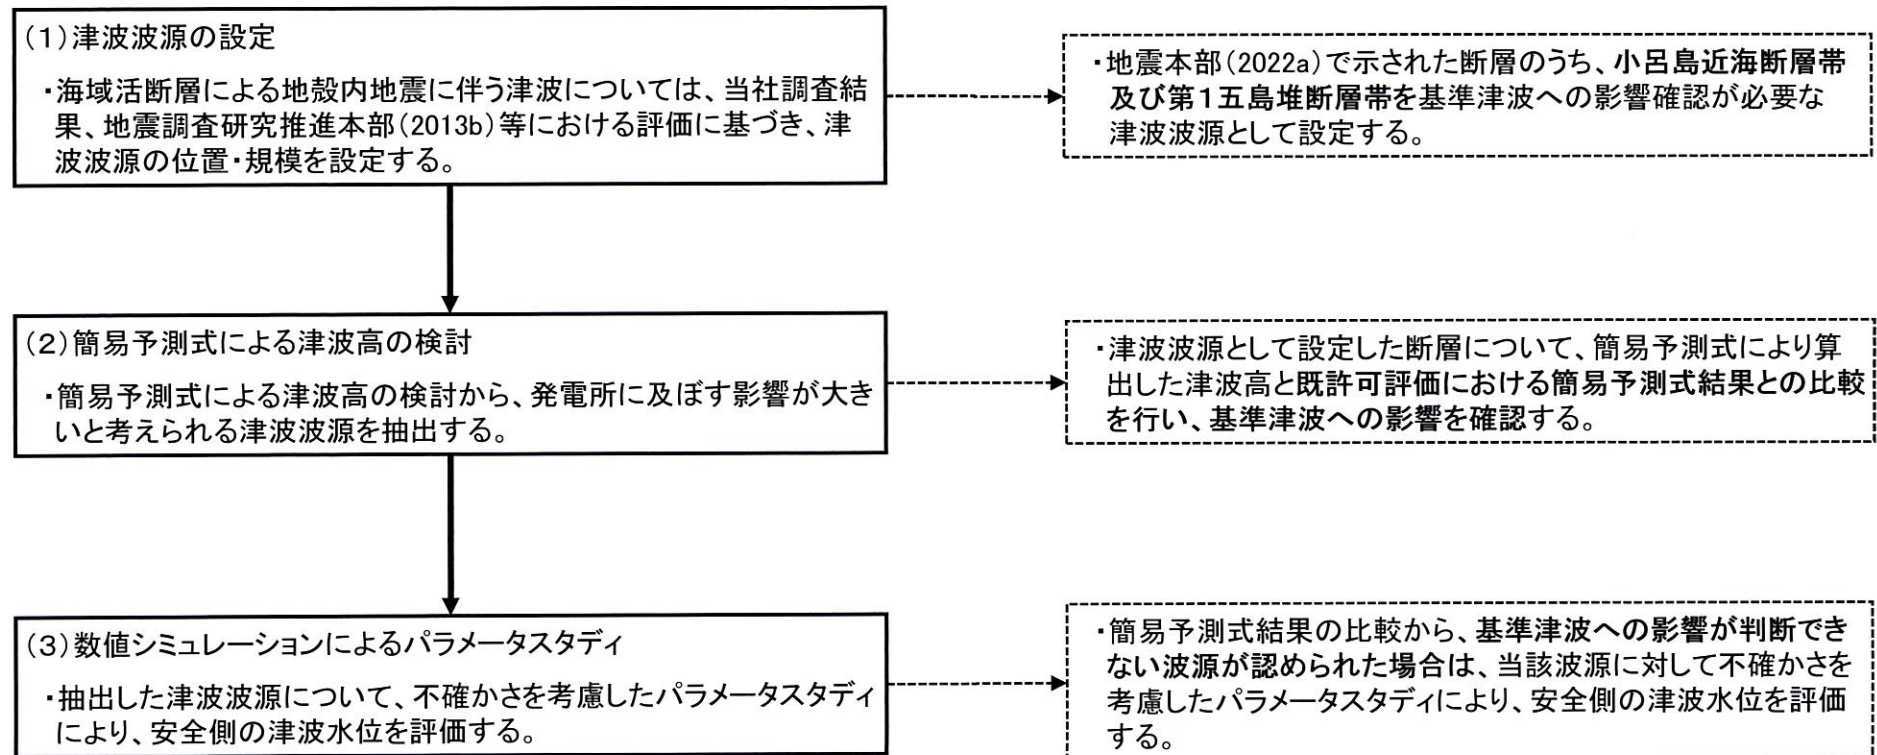 (1)津波波源の設定
・海域活断層による地殻内地震に伴う津波については、当社調査結
果、地震調査研究推進本部(2013b)等における評価に基づき、津
波波源の位置・規模を設定する。
・地震本部(2022a)で示された断層のうち、小呂島近海断層帯
及び第1五島堆断層帯を基準津波への影響確認が必要な
津波波源として設定する。
(2)簡易予測式による津波高の検討
・簡易予測式による津波高の検討から、発電所に及ぼす影響が大き
いと考えられる津波波源を抽出する。
・津波波源として設定した断層について、簡易予測式により算
出した津波高と既許可評価における簡易予測式結果との比較
を行い、基準津波への影響を確認する。
(3)数値シミュレーションによるパラメータスタディ
・抽出した津波波源について、不確かさを考慮したパラメータスタディ
により、安全側の津波水位を評価する。
・簡易予測式結果の比較から、基準津波への影響が判断でき
ない波源が認められた場合は、当該波源に対して不確かさを
考慮したパラメータスタディにより、安全側の津波水位を評価
する。